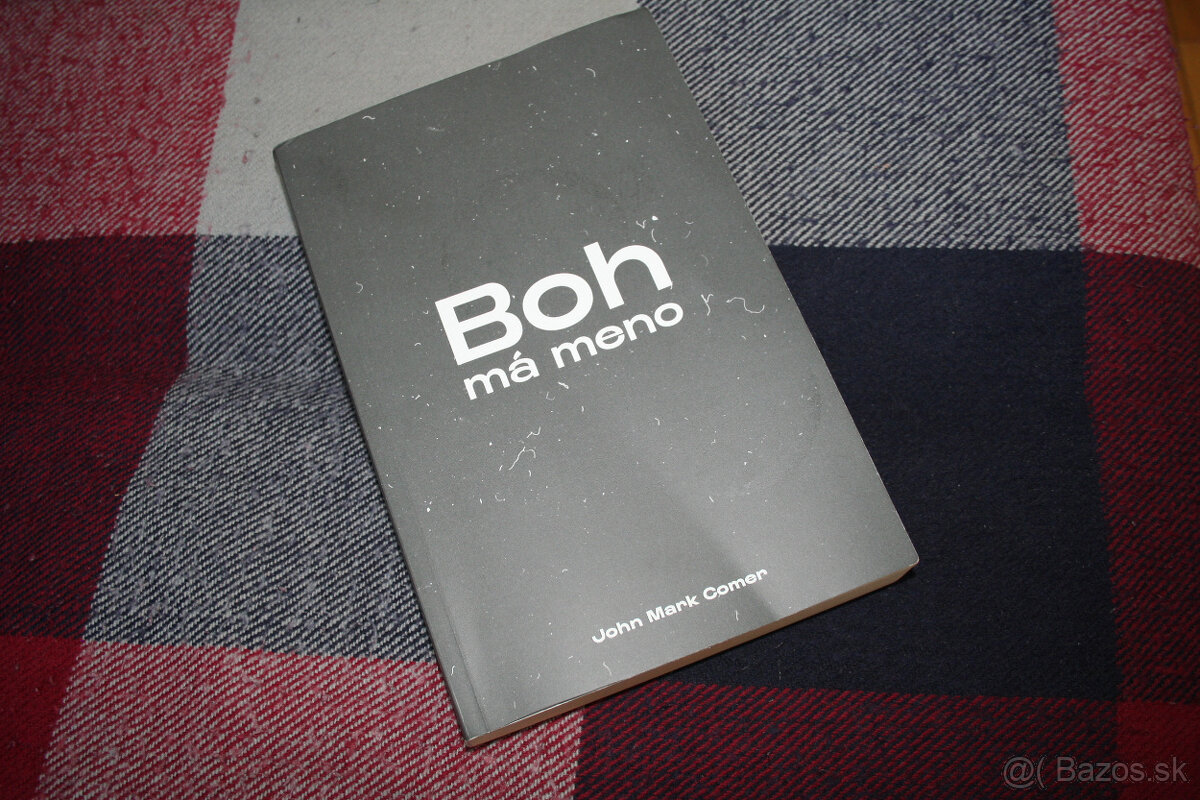 Boh
má meno
John Mark Comer
@( Bazos.sk